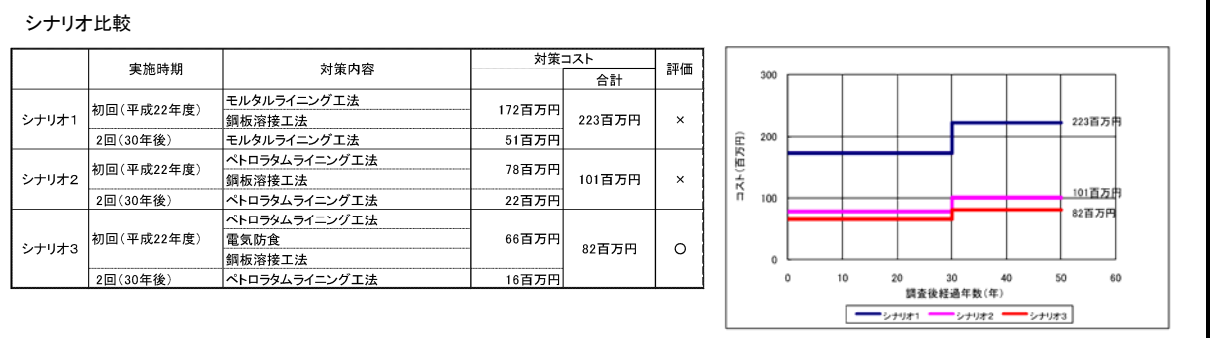 シナリオ比較
実施時期 対策内容 対策コスト 評価
合計
シナリオ1 初回(平成22年度) モルタルライニング工法 172百万円 223百万円 ×
鋼板溶接工法
2回(30年後) モルタルライニング工法 51百万円
シナリオ2 初回(平成22年度) ペトロラタムライニング工法 78百万円 101百万円 ×
鋼板溶接工法
2回(30年後) ペトロラタムライニング工法 22百万円
シナリオ3 初回(平成22年度) ペトロラタムライニング工法 66百万円 82百万円 ○
電気防食
鋼板溶接工法
2回(30年後) ペトロラタムライニング工法 16百万円
コスト(百万円)
300
200
100
0
223百万円
101百万円
82百万円
0 10 20 30 40 50 60
調査後経過年数(年)
シナリオ1 シナリオ2 シナリオ3